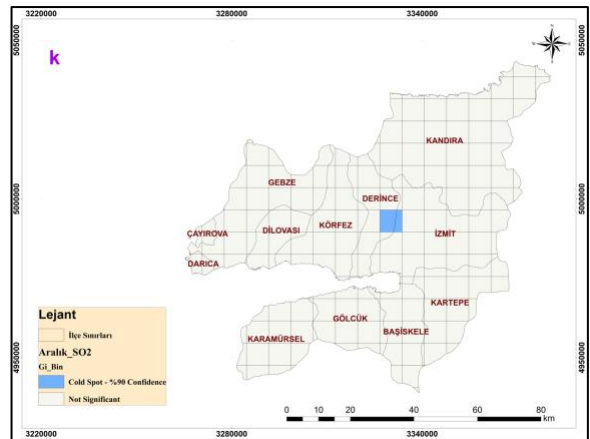 3220000 3280000 3340000
5050000 5050000
k
KANDIRA
GEBZE
DERİNCE
5000000 5000000
ÇAYIROVA DİLOVASI KÖRFEZ İZMİT
DARICA
KARTEPE
GÖLCÜK
BAŞİSKELE
KARAMÜRSEL
Lejant
İlçe Sınırları
Aralık_SO2
Gi_Bin
Cold Spot - %90 Confidence
Not Significant
4950000 4950000
0 10 20 40 60 80
km
3220000 3280000 3340000